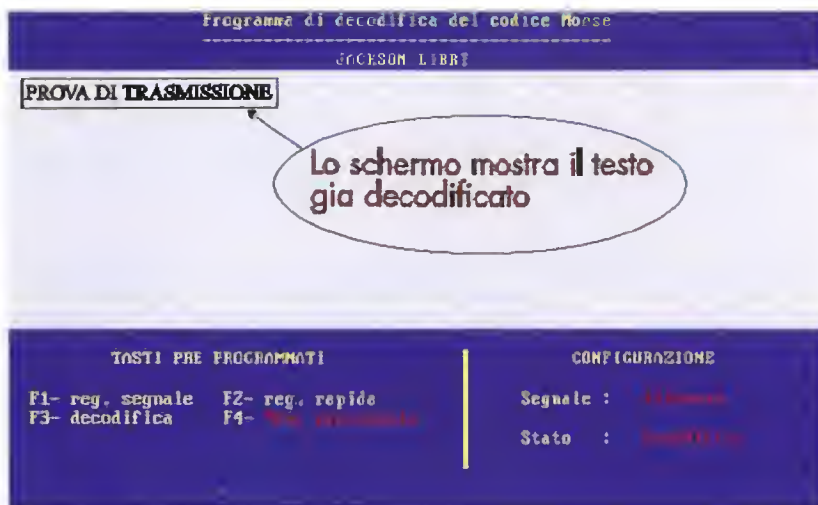 Programma di decodifica del codice Morse
JACKSON LIBRI
PROVA DI TRASMISSIONE
Lo schermo mostra il testo
gia decodificato
TASTI PRE PROGRAMMATI
CONFIGURAZIONE
F1- reg. segnale F2- reg. rapida
F3- decodifica F4-
Segnale :
Stato :